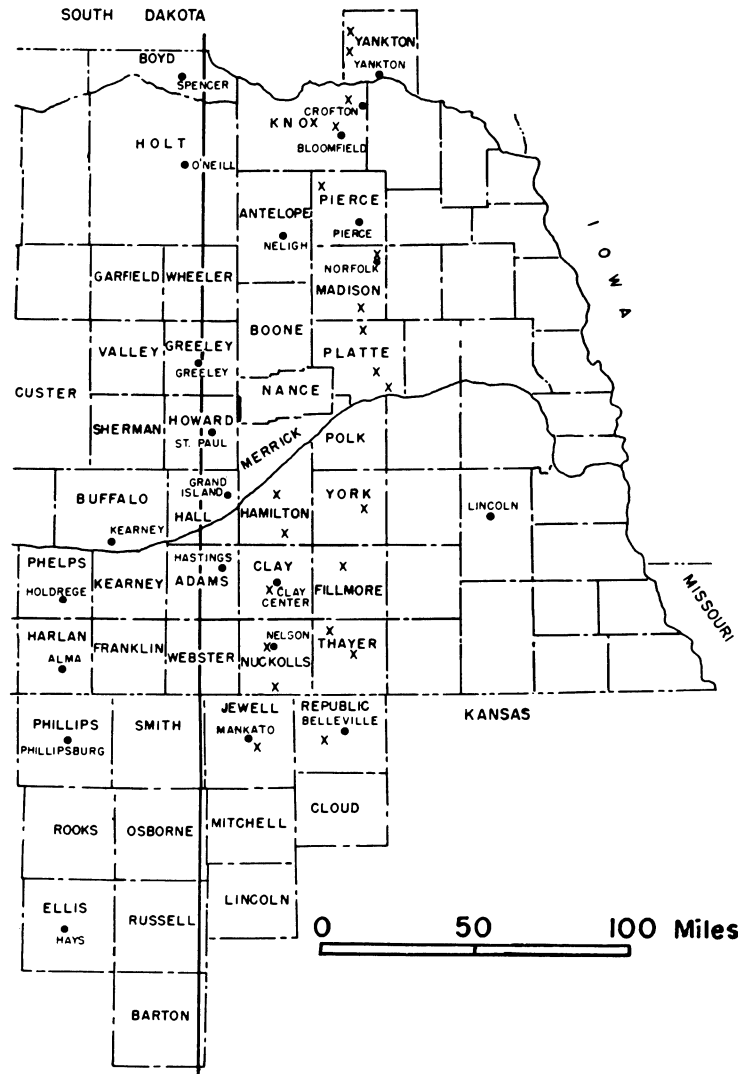 SOUTH DAKOTA
X YANKTON
X YANKTON
BOYD
SPENCER
X
CROFTON
KNOX X
BLOOMFIELD
HOLT
O'NEILL
X
PIERCE
ANTELOPE
PIERCE
NELIGH
X
NORFOLK
IOWA
GARFIELD WHEELER
MADISON
X
BOONE
X
VALLEY GREELEY
PLATTE
GREELEY
X
CUSTER
NANCE
X
SHERMAN HOWARD
ST. PAUL
MERRICK
POLK
BUFFALO
GRAND
ISLAND
X
YORK
HALL
HAMILTON
X
LINCOLN
KEARNEY
X
PHELPS
HASTINGS
CLAY
X
KEARNEY
ADAMS
HOLDREGE
X CLAY
CENTER
FILLMORE
MISSOURI
HARLAN
FRANKLIN
NELSON
X
THAYER
ALMA
WEBSTER
X
NUCKOLLS
X
X
JEWELL
REPUBLIC
PHILLIPS
SMITH
MANKATO
BELLEVILLE
KANSAS
PHILLIPSBURG
X
X
ROOKS
OSBORNE
MITCHELL
CLOUD
ELLIS
RUSSELL
LINCOLN
HAYS
0 50 100 Miles
BARTON